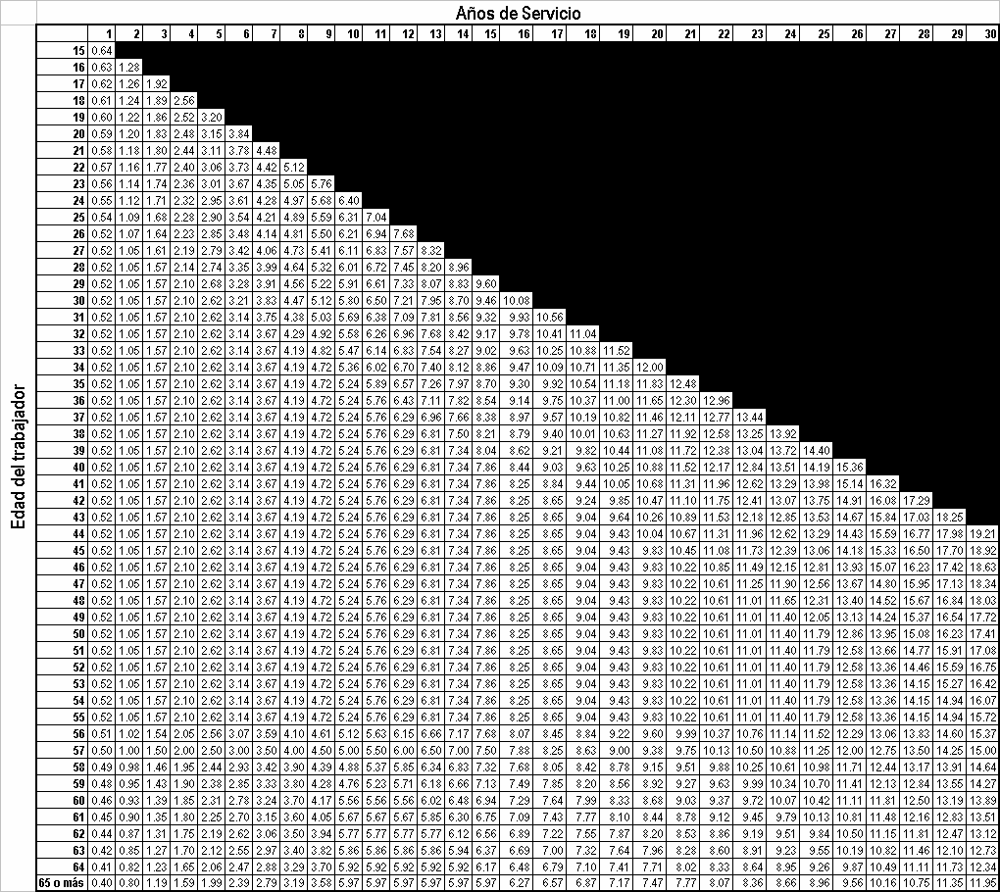 Años de Servicio
1 2 3 4 5 6 7 8 9 10 11 12 13 14 15 16 17 18 19 20 21 22 23 24 25 26 27 28 29 30
Edad del trabajador
15 0.64
16 0.63 1.28
17 0.62 1.26 1.92
18 0.61 1.24 1.89 2.56
19 0.60 1.22 1.86 2.52 3.20
20 0.59 1.20 1.83 2.48 3.15 3.84
21 0.58 1.18 1.80 2.44 3.11 3.78 4.48
22 0.57 1.16 1.77 2.40 3.06 3.73 4.42 5.12
23 0.56 1.14 1.74 2.36 3.01 3.67 4.35 5.05 5.76
24 0.55 1.12 1.71 2.32 2.95 3.61 4.28 4.97 5.68 6.40
25 0.54 1.09 1.68 2.28 2.90 3.54 4.21 4.89 5.59 6.31 7.04
26 0.52 1.07 1.64 2.23 2.85 3.48 4.14 4.81 5.50 6.21 6.94 7.68
27 0.52 1.05 1.61 2.19 2.79 3.42 4.06 4.73 5.41 6.11 6.83 7.57 8.32
28 0.52 1.05 1.57 2.14 2.74 3.35 3.99 4.64 5.32 6.01 6.72 7.45 8.20 8.96
29 0.52 1.05 1.57 2.10 2.68 3.28 3.91 4.56 5.22 5.91 6.61 7.33 8.07 8.83 9.60
30 0.52 1.05 1.57 2.10 2.62 3.21 3.83 4.47 5.12 5.80 6.50 7.21 7.95 8.70 9.46 10.08
31 0.52 1.05 1.57 2.10 2.62 3.14 3.75 4.38 5.03 5.69 6.38 7.09 7.81 8.56 9.32 9.93 10.56
32 0.52 1.05 1.57 2.10 2.62 3.14 3.67 4.29 4.92 5.58 6.26 6.96 7.68 8.42 9.17 9.78 10.41 11.04
33 0.52 1.05 1.57 2.10 2.62 3.14 3.67 4.19 4.82 5.47 6.14 6.83 7.54 8.27 9.02 9.63 10.25 10.88 11.52
34 0.52 1.05 1.57 2.10 2.62 3.14 3.67 4.19 4.72 5.36 6.02 6.70 7.40 8.12 8.86 9.47 10.09 10.71 11.35 12.00
35 0.52 1.05 1.57 2.10 2.62 3.14 3.67 4.19 4.72 5.24 5.89 6.57 7.26 7.97 8.70 9.30 9.92 10.54 11.18 11.83 12.48
36 0.52 1.05 1.57 2.10 2.62 3.14 3.67 4.19 4.72 5.24 5.76 6.43 7.11 7.82 8.54 9.14 9.75 10.37 11.00 11.65 12.30 12.96
37 0.52 1.05 1.57 2.10 2.62 3.14 3.67 4.19 4.72 5.24 5.76 6.29 6.96 7.66 8.38 8.97 9.57 10.19 10.82 11.46 12.11 12.77 13.44
38 0.52 1.05 1.57 2.10 2.62 3.14 3.67 4.19 4.72 5.24 5.76 6.29 6.81 7.50 8.21 8.79 9.40 10.01 10.63 11.27 11.92 12.58 13.25 13.92
39 0.52 1.05 1.57 2.10 2.62 3.14 3.67 4.19 4.72 5.24 5.76 6.29 6.81 7.34 8.04 8.62 9.21 9.82 10.44 11.08 11.72 12.38 13.04 13.72 14.40
40 0.52 1.05 1.57 2.10 2.62 3.14 3.67 4.19 4.72 5.24 5.76 6.29 6.81 7.34 7.86 8.44 9.03 9.63 10.25 10.88 11.52 12.17 12.84 13.51 14.19 15.36
41 0.52 1.05 1.57 2.10 2.62 3.14 3.67 4.19 4.72 5.24 5.76 6.29 6.81 7.34 7.86 8.25 8.84 9.44 10.05 10.68 11.31 11.96 12.62 13.29 13.98 15.14 16.32
42 0.52 1.05 1.57 2.10 2.62 3.14 3.67 4.19 4.72 5.24 5.76 6.29 6.81 7.34 7.86 8.25 8.65 9.24 9.85 10.47 11.10 11.75 12.41 13.07 13.75 14.91 16.08 17.29
43 0.52 1.05 1.57 2.10 2.62 3.14 3.67 4.19 4.72 5.24 5.76 6.29 6.81 7.34 7.86 8.25 8.65 9.04 9.64 10.26 10.89 11.53 12.18 12.85 13.53 14.67 15.84 17.03 18.25
44 0.52 1.05 1.57 2.10 2.62 3.14 3.67 4.19 4.72 5.24 5.76 6.29 6.81 7.34 7.86 8.25 8.65 9.04 9.43 10.04 10.67 11.31 11.96 12.62 13.29 14.43 15.59 16.77 17.98 19.21
45 0.52 1.05 1.57 2.10 2.62 3.14 3.67 4.19 4.72 5.24 5.76 6.29 6.81 7.34 7.86 8.25 8.65 9.04 9.43 9.83 10.45 11.08 11.73 12.39 13.06 14.18 15.33 16.50 17.70 18.92
46 0.52 1.05 1.57 2.10 2.62 3.14 3.67 4.19 4.72 5.24 5.76 6.29 6.81 7.34 7.86 8.25 8.65 9.04 9.43 9.83 10.22 10.85 11.49 12.15 12.81 13.93 15.07 16.23 17.42 18.63
47 0.52 1.05 1.57 2.10 2.62 3.14 3.67 4.19 4.72 5.24 5.76 6.29 6.81 7.34 7.86 8.25 8.65 9.04 9.43 9.83 10.22 10.61 11.25 11.90 12.56 13.67 14.80 15.95 17.13 18.34
48 0.52 1.05 1.57 2.10 2.62 3.14 3.67 4.19 4.72 5.24 5.76 6.29 6.81 7.34 7.86 8.25 8.65 9.04 9.43 9.83 10.22 10.61 11.01 11.65 12.31 13.40 14.52 15.67 16.84 18.03
49 0.52 1.05 1.57 2.10 2.62 3.14 3.67 4.19 4.72 5.24 5.76 6.29 6.81 7.34 7.86 8.25 8.65 9.04 9.43 9.83 10.22 10.61 11.01 11.40 12.05 13.13 14.24 15.37 16.54 17.72
50 0.52 1.05 1.57 2.10 2.62 3.14 3.67 4.19 4.72 5.24 5.76 6.29 6.81 7.34 7.86 8.25 8.65 9.04 9.43 9.83 10.22 10.61 11.01 11.40 11.79 12.86 13.95 15.08 16.23 17.41
51 0.52 1.05 1.57 2.10 2.62 3.14 3.67 4.19 4.72 5.24 5.76 6.29 6.81 7.34 7.86 8.25 8.65 9.04 9.43 9.83 10.22 10.61 11.01 11.40 11.79 12.58 13.66 14.77 15.91 17.08
52 0.52 1.05 1.57 2.10 2.62 3.14 3.67 4.19 4.72 5.24 5.76 6.29 6.81 7.34 7.86 8.25 8.65 9.04 9.43 9.83 10.22 10.61 11.01 11.40 11.79 12.58 13.36 14.46 15.59 16.75
53 0.52 1.05 1.57 2.10 2.62 3.14 3.67 4.19 4.72 5.24 5.76 6.29 6.81 7.34 7.86 8.25 8.65 9.04 9.43 9.83 10.22 10.61 11.01 11.40 11.79 12.58 13.36 14.15 15.27 16.42
54 0.52 1.05 1.57 2.10 2.62 3.14 3.67 4.19 4.72 5.24 5.76 6.29 6.81 7.34 7.86 8.25 8.65 9.04 9.43 9.83 10.22 10.61 11.01 11.40 11.79 12.58 13.36 14.15 14.94 16.07
55 0.52 1.05 1.57 2.10 2.62 3.14 3.67 4.19 4.72 5.24 5.76 6.29 6.81 7.34 7.86 8.25 8.65 9.04 9.43 9.83 10.22 10.61 11.01 11.40 11.79 12.58 13.36 14.15 14.94 15.72
56 0.51 1.02 1.54 2.05 2.56 3.07 3.59 4.10 4.61 5.12 5.63 6.15 6.66 7.17 7.68 8.07 8.45 8.84 9.22 9.60 9.99 10.37 10.76 11.14 11.52 12.29 13.06 13.83 14.60 15.37
57 0.50 1.00 1.50 2.00 2.50 3.00 3.50 4.00 4.50 5.00 5.50 6.00 6.50 7.00 7.50 7.88 8.25 8.63 9.00 9.38 9.75 10.13 10.50 10.88 11.25 12.00 12.75 13.50 14.25 15.00
58 0.49 0.98 1.46 1.95 2.44 2.93 3.42 3.90 4.39 4.88 5.37 5.85 6.34 6.83 7.32 7.68 8.05 8.42 8.78 9.15 9.51 9.88 10.25 10.61 10.98 11.71 12.44 13.17 13.91 14.64
59 0.48 0.95 1.43 1.90 2.38 2.85 3.33 3.80 4.28 4.76 5.23 5.71 6.18 6.66 7.13 7.49 7.85 8.20 8.56 8.92 9.27 9.63 9.99 10.34 10.70 11.41 12.13 12.84 13.55 14.27
60 0.46 0.93 1.39 1.85 2.31 2.78 3.24 3.70 4.17 5.56 5.56 5.56 6.02 6.48 6.94 7.29 7.64 7.99 8.33 8.68 9.03 9.37 9.72 10.07 10.42 11.11 11.81 12.50 13.19 13.89
61 0.45 0.90 1.35 1.80 2.25 2.70 3.15 3.60 4.05 5.67 5.67 5.67 5.85 6.30 6.75 7.09 7.43 7.77 8.10 8.44 8.78 9.12 9.45 9.79 10.13 10.81 11.48 12.16 12.83 13.51
62 0.44 0.87 1.31 1.75 2.19 2.62 3.06 3.50 3.94 5.77 5.77 5.77 5.77 6.12 6.56 6.89 7.22 7.55 7.87 8.20 8.53 8.86 9.19 9.51 9.84 10.50 11.15 11.81 12.47 13.12
63 0.42 0.85 1.27 1.70 2.12 2.55 2.97 3.40 3.82 5.86 5.86 5.86 5.86 5.94 6.37 6.69 7.00 7.32 7.64 7.96 8.28 8.60 8.91 9.23 9.55 10.19 10.82 11.46 12.10 12.73
64 0.41 0.82 1.23 1.65 2.06 2.47 2.88 3.29 3.70 5.92 5.92 5.92 5.92 5.92 6.17 6.48 6.79 7.10 7.41 7.71 8.02 8.33 8.64 8.95 9.26 9.87 10.49 11.11 11.73 12.34
65 o más 0.40 0.80 1.19 1.59 1.99 2.39 2.79 3.19 3.58 5.97 5.97 5.97 5.97 5.97 5.97 6.27 6.57 6.87 7.17 7.47 7.77 8.07 8.36 8.66 8.96 9.56 10.16 10.75 11.35 11.95